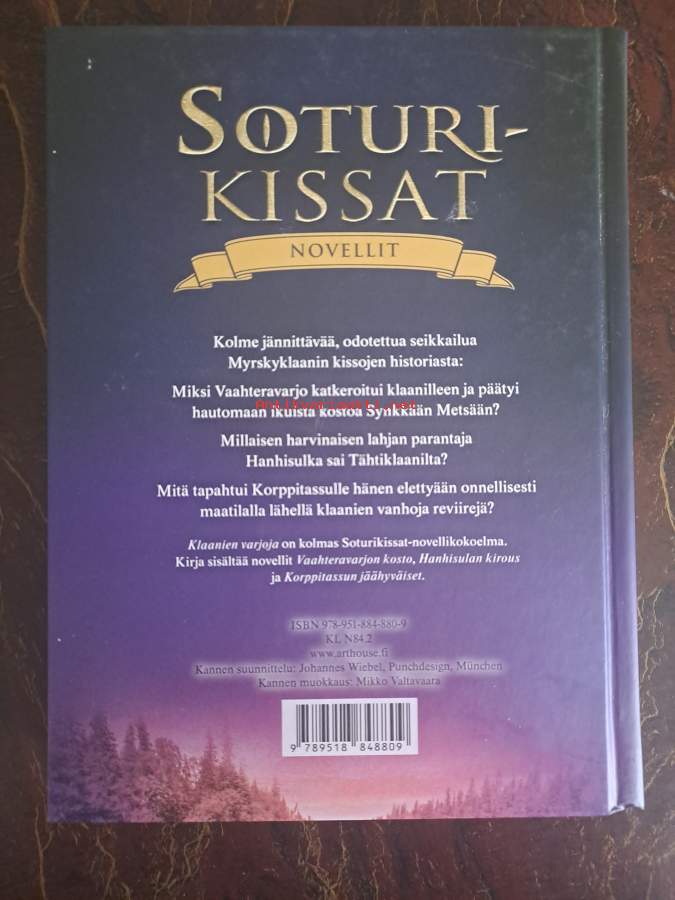 SOTURI-
KISSAT
NOVELLIT
Kolme jännittävää, odotettua seikkailua
Myrskyklaanin kissojen historiasta:
Miksi Vaahteravarjo katkeroitui klaanilleen ja päätyi
Antikvariaatti.net
hautomaan ikuista kostoa Synkkään Metsään?
Millaisen harvinaisen lahjan parantaja
Hanhisulka sai Tähtiklaanilta?
Mitä tapahtui Korppitassulle hänen elettyään onnellisesti
maatilalla lähellä klaanien vanhoja reviirejä?
Klaanien varjoja on kolmas Soturikissat-novellikokoelma.
Kirja sisältää novellit Vaahteravarjon kosto, Hanhisulan kirous
ja Korppitassun jäähyväiset.
ISBN 978-951-884-880-9
KL N84.2
www.arthouse.fi
Kannen suunnittelu: Johannes Wiebel, Punchdesign, München
Kannen muokkaus: Mikko Valtavaara
9 789518 848809